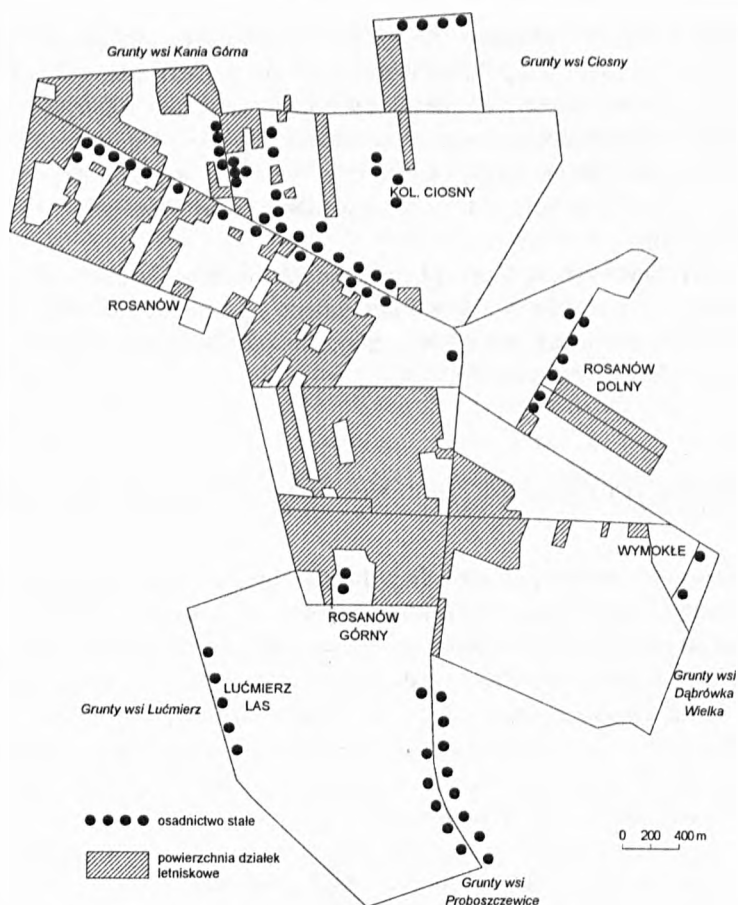 Grunty wsi Kania Górna
Grunty wsi Ciosny
KOL. CIOSNY
ROSANÓW
ROSANÓW
DOLNY
WYMOKŁE
ROSANÓW
GÓRNY
Grunty wsi
Dąbrówka
Wielka
LUĆMIERZ
LAS
Grunty wsi Lućmierz
osadnictwo stałe
0 200 400 m
powierzchnia działek
letniskowe
Grunty wsi
Proboszczewice